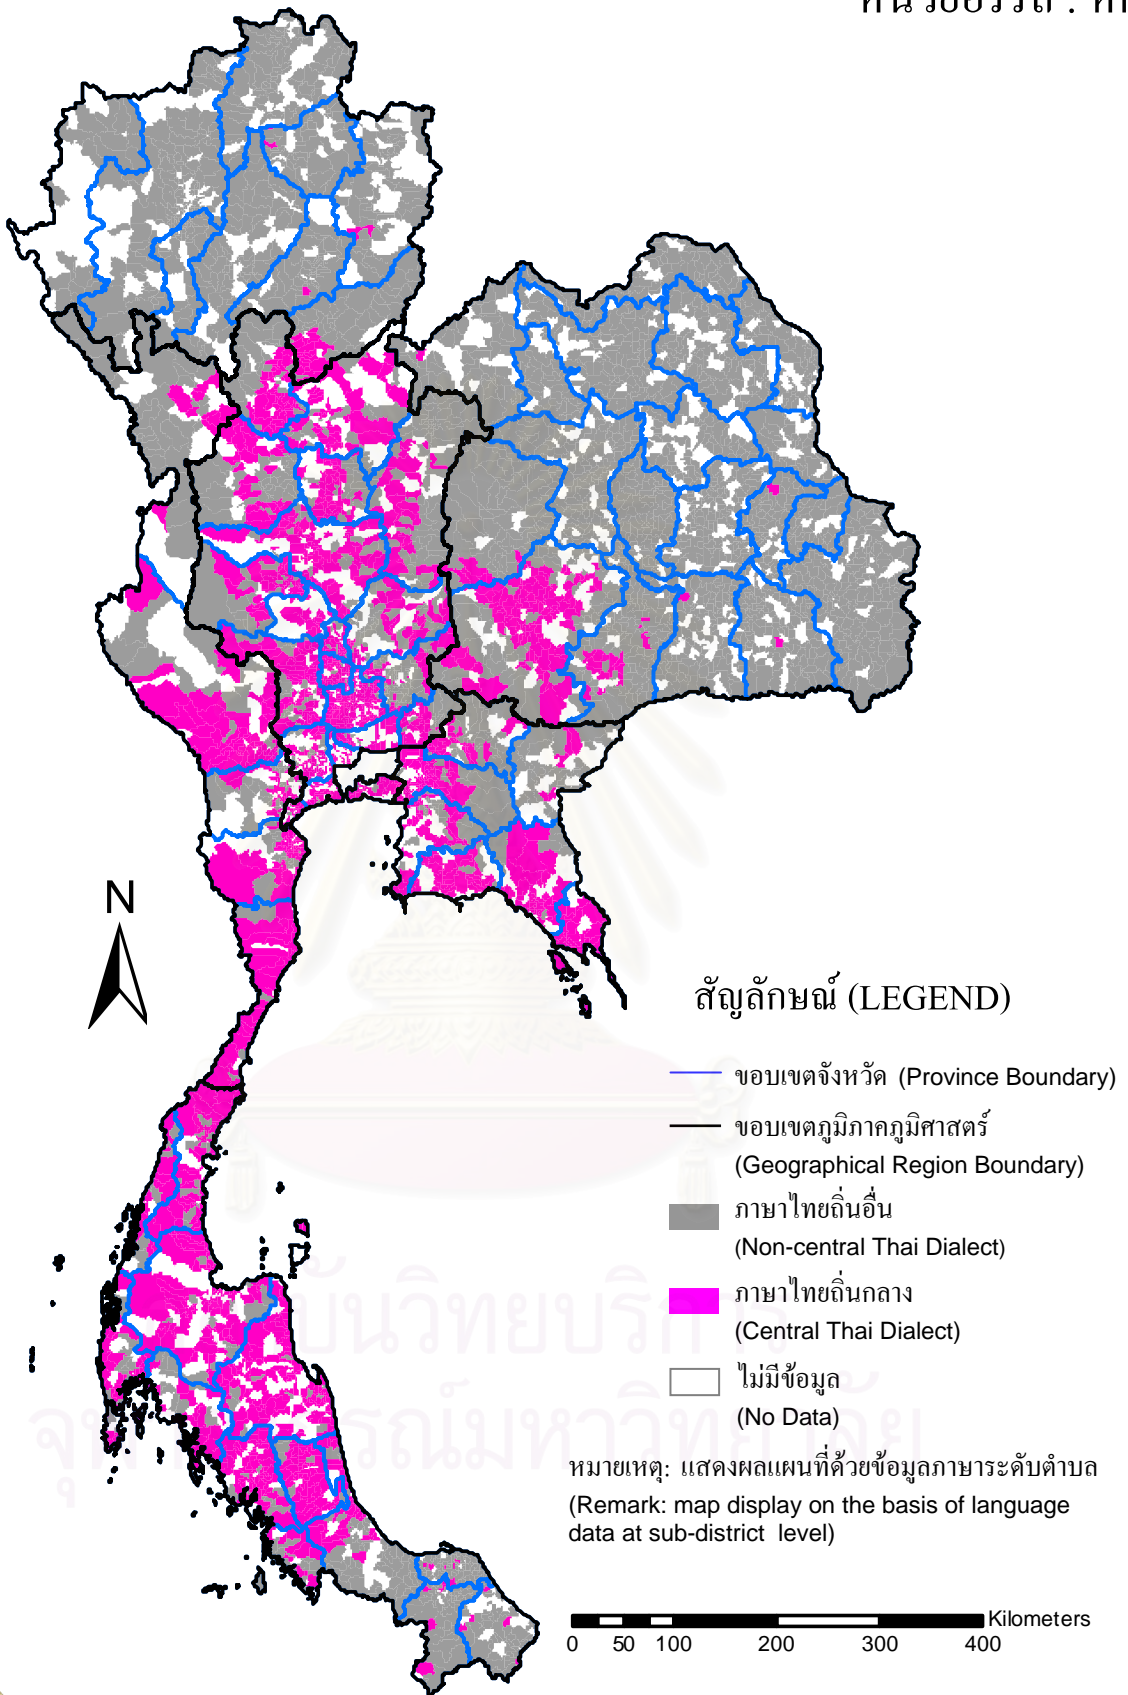 N
สัญลักษณ์ (LEGEND)
ขอบเขตจังหวัด (Province Boundary)
ขอบเขตภูมิภาคภูมิศาสตร์
(Geographical Region Boundary)
ภาษาไทยถิ่นอื่น
(Non-central Thai Dialect)
ภาษาไทยถิ่นกลาง
(Central Thai Dialect)
ไม่มีข้อมูล
(No Data)
หมายเหตุ: แสดงผลแผนที่ด้วยข้อมูลภาษาระดับตำบล
(Remark: map display on the basis of language
data at sub-district level)
Kilometers
0 50 100 200 300 400